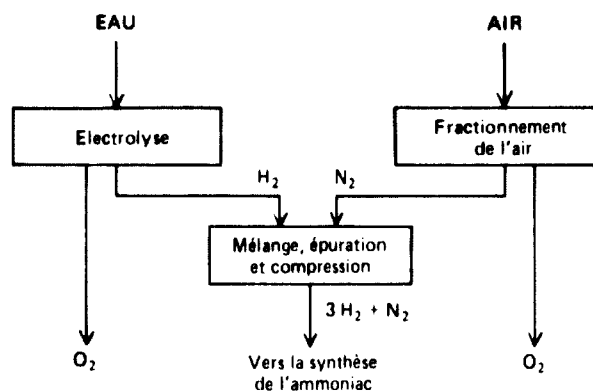 EAU
AIR
Electrolyse
Fractionnement
de l'air
H₂
N₂
Mélange, épuration
et compression
3 H₂ + N₂
O₂
Vers la synthèse
de l'ammoniac
O₂